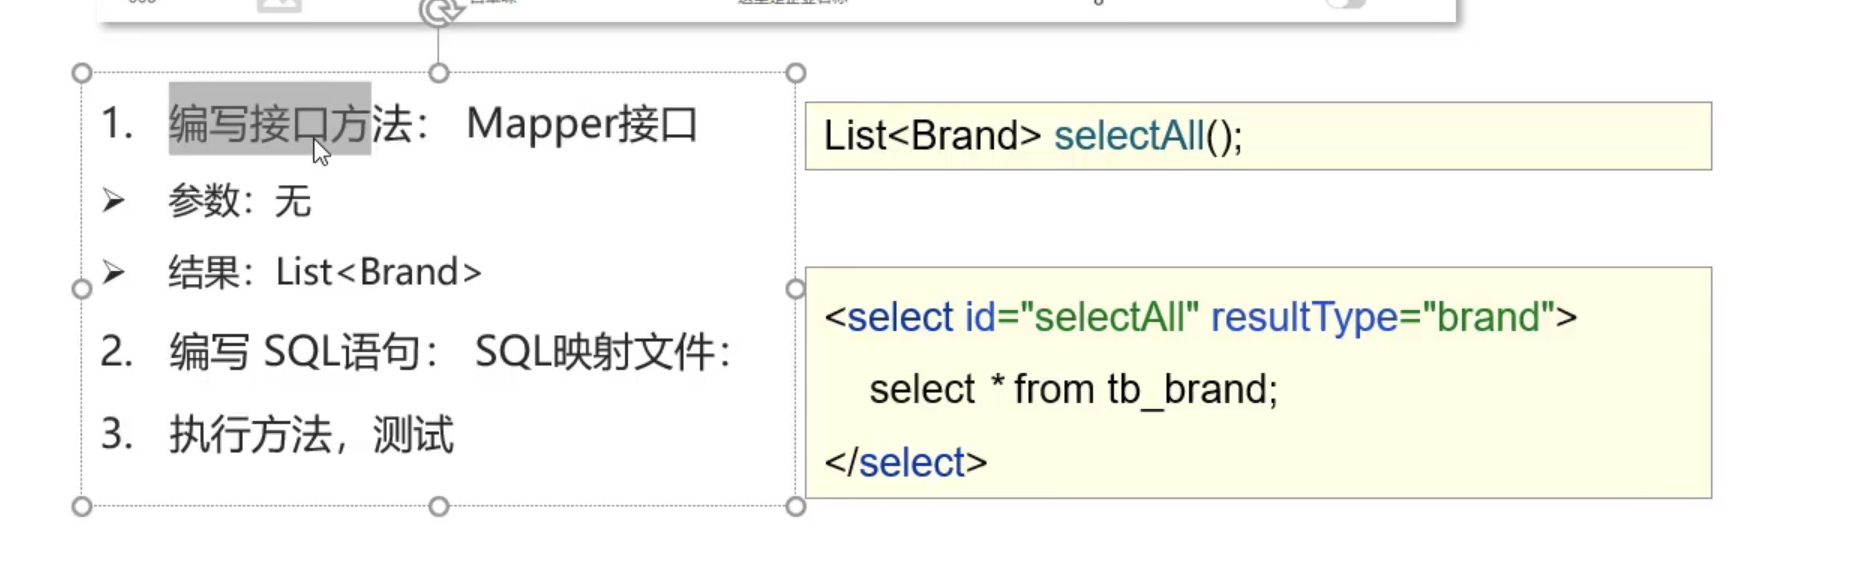 1. 编写接口方法： Mapper接口
➢ 参数：无
➢ 结果：List<Brand>
2. 编写 SQL语句： SQL映射文件：
3. 执行方法，测试
List<Brand> selectAll();
<select id="selectAll" resultType="brand">
select * from tb_brand;
</select>